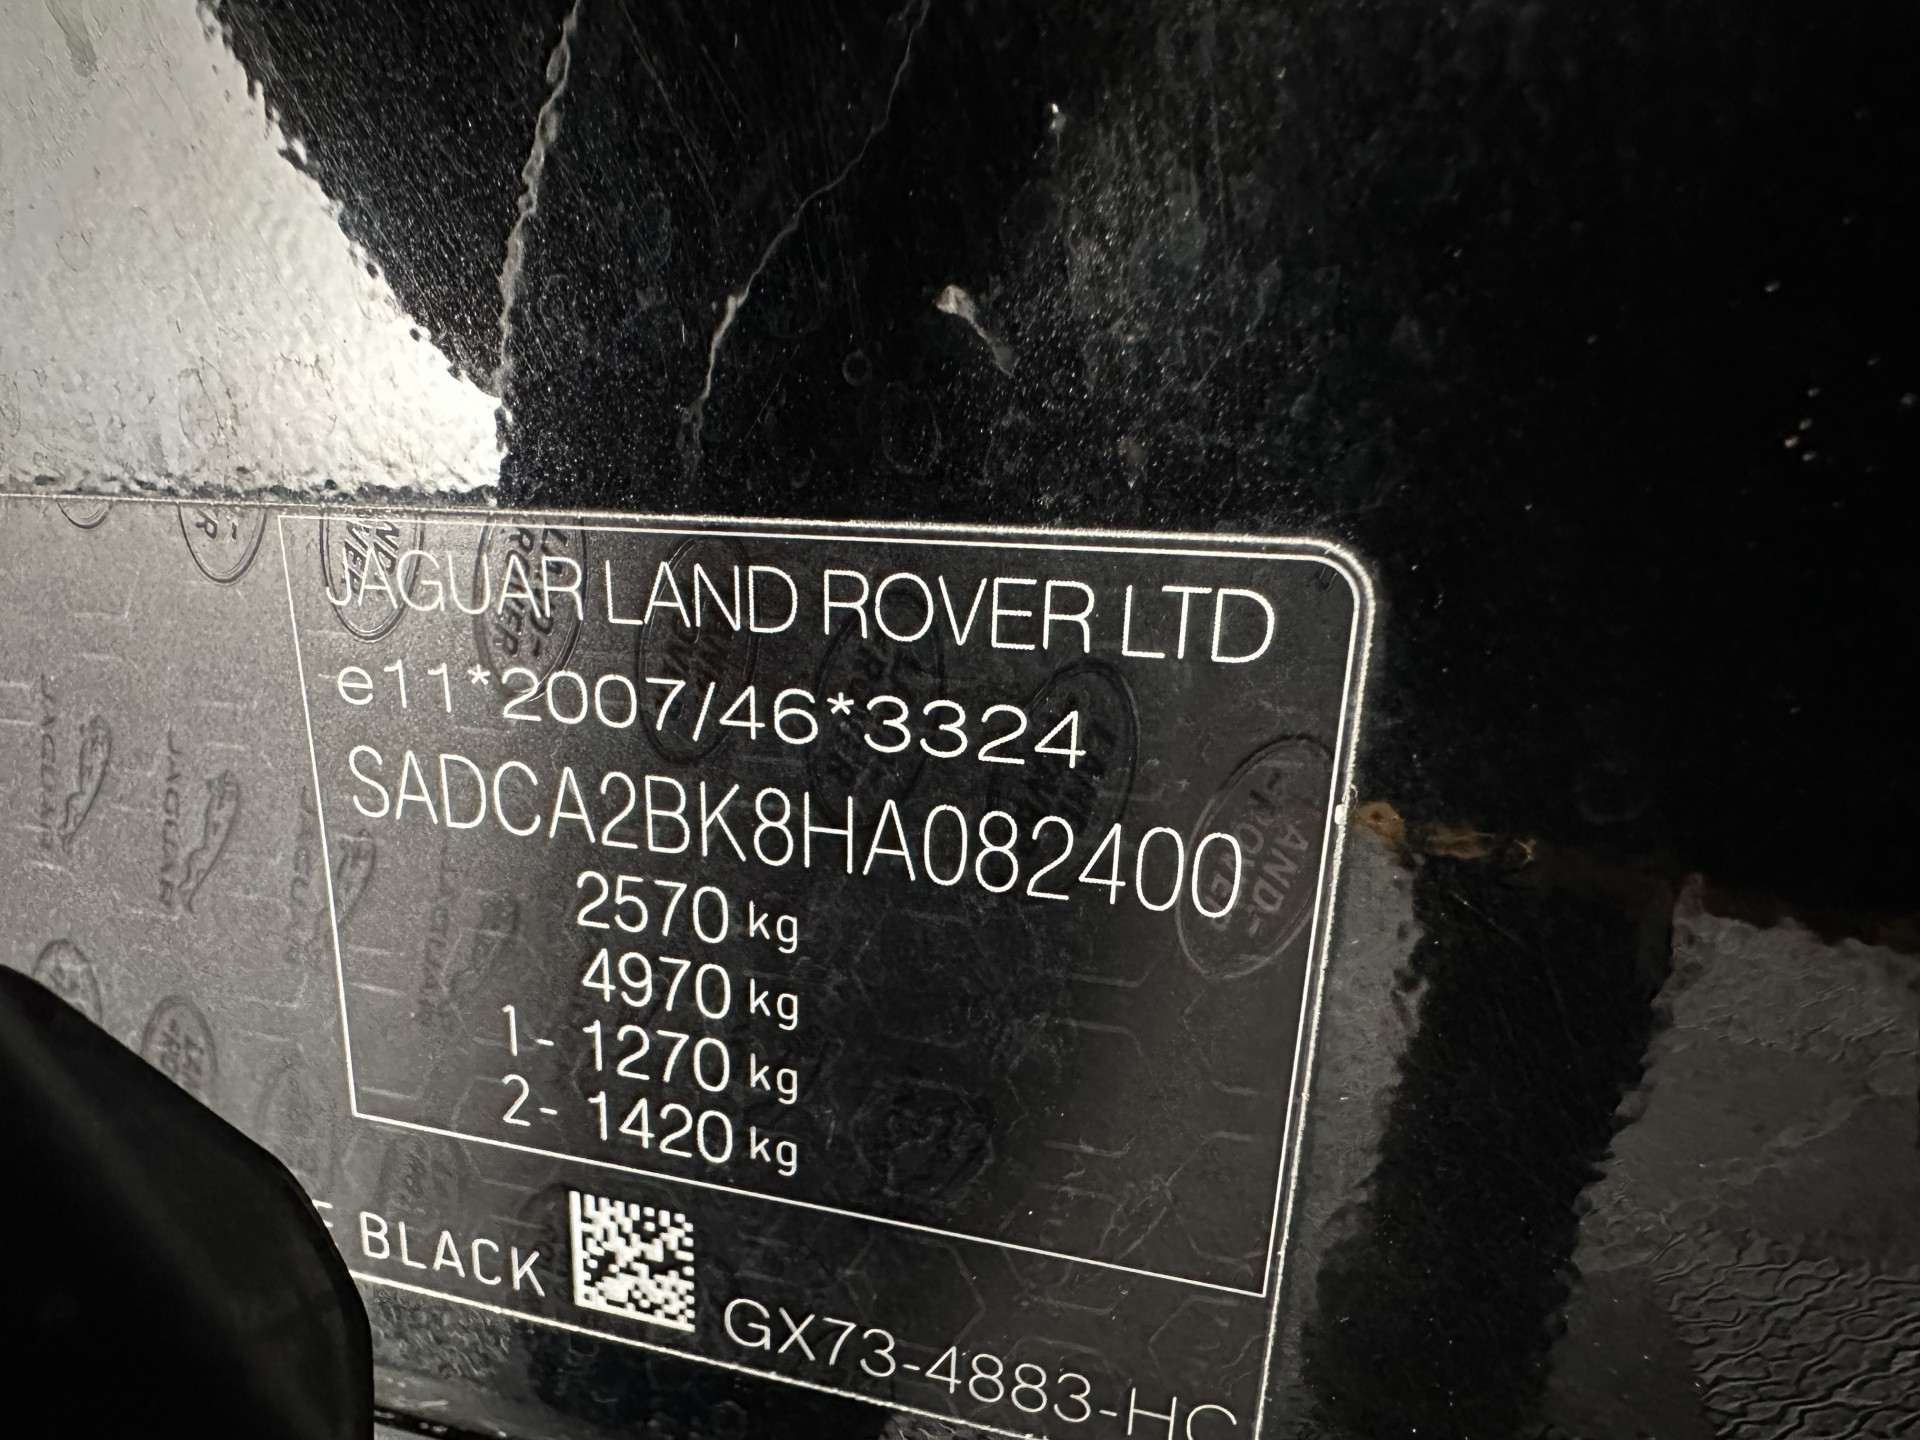 JAGUAR LAND ROVER LTD
e11*2007/46*3324
SADCA2BK8HA082400
2570 kg
4970 kg
1- 1270 kg
2- 1420 kg
BLACK
GX73-4883-HC